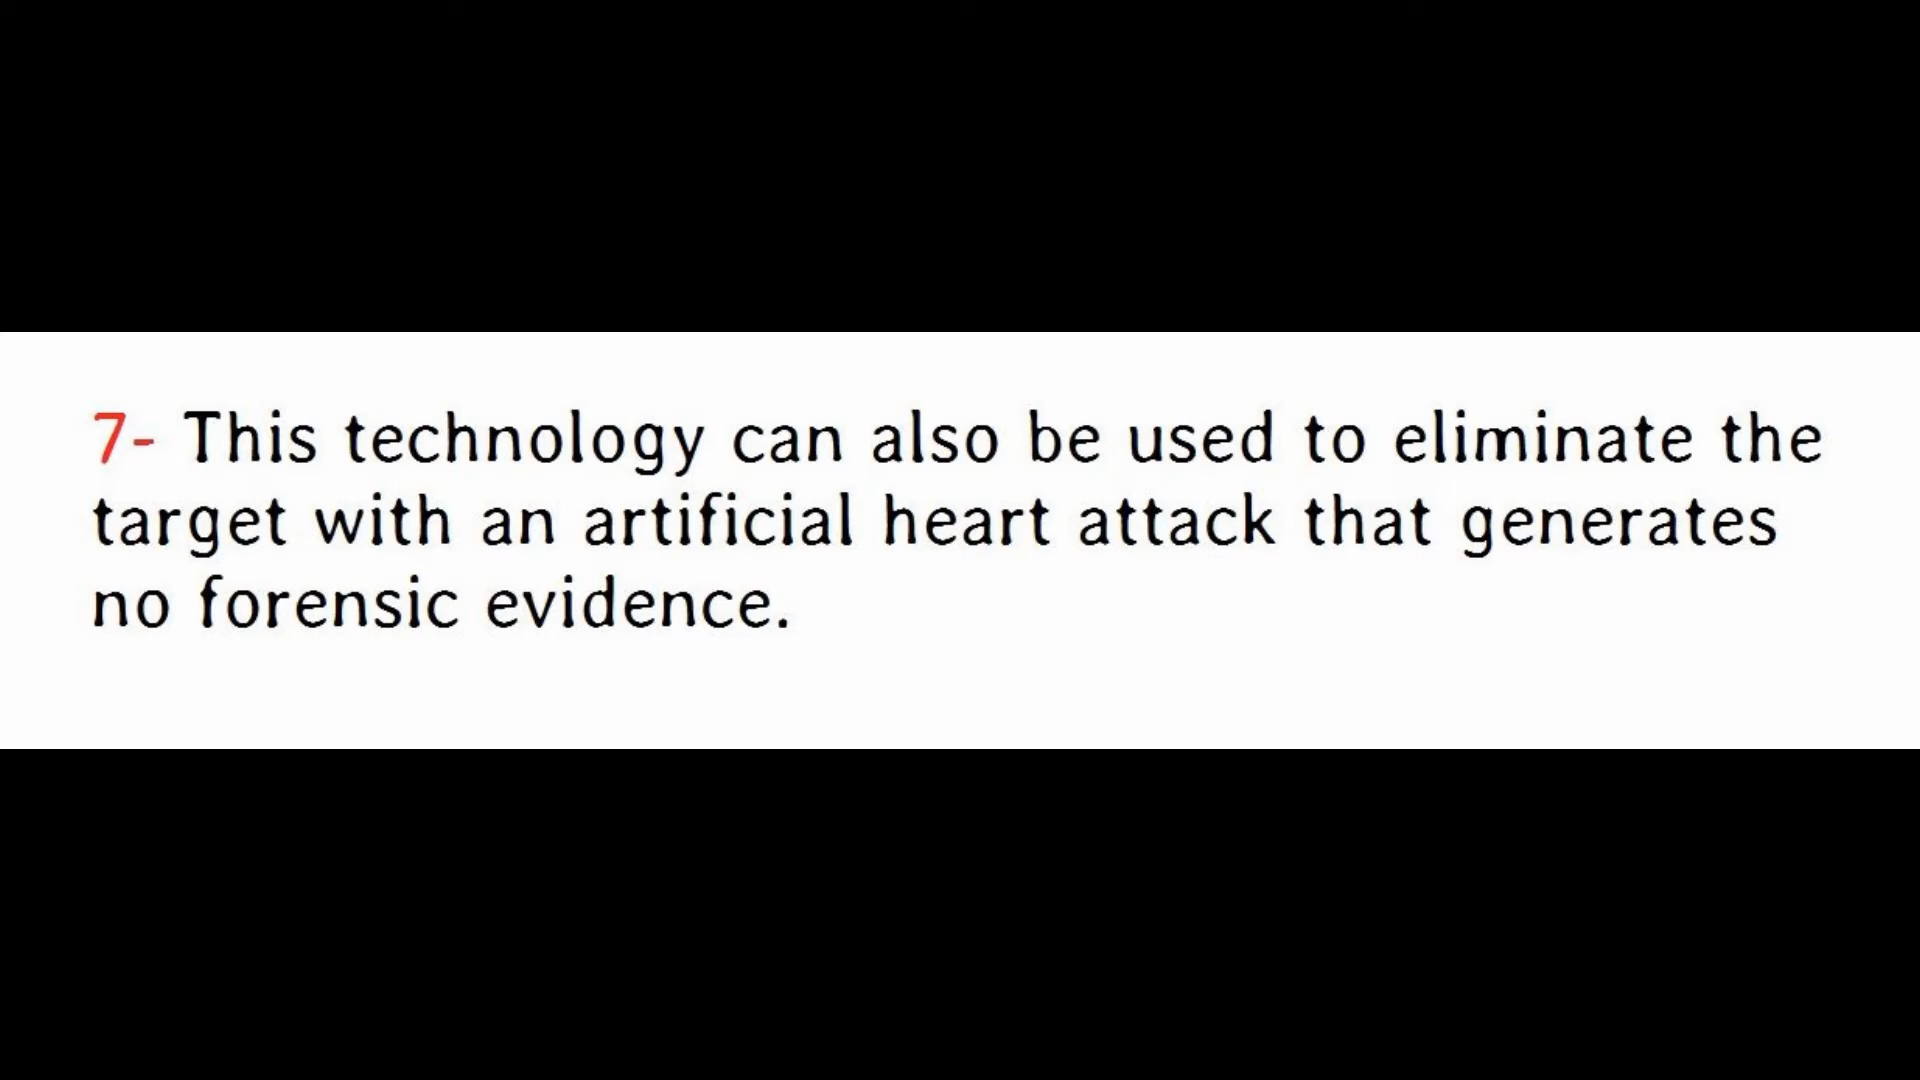 7- This technology can also be used to eliminate the
target with an artificial heart attack that generates
no forensic evidence.